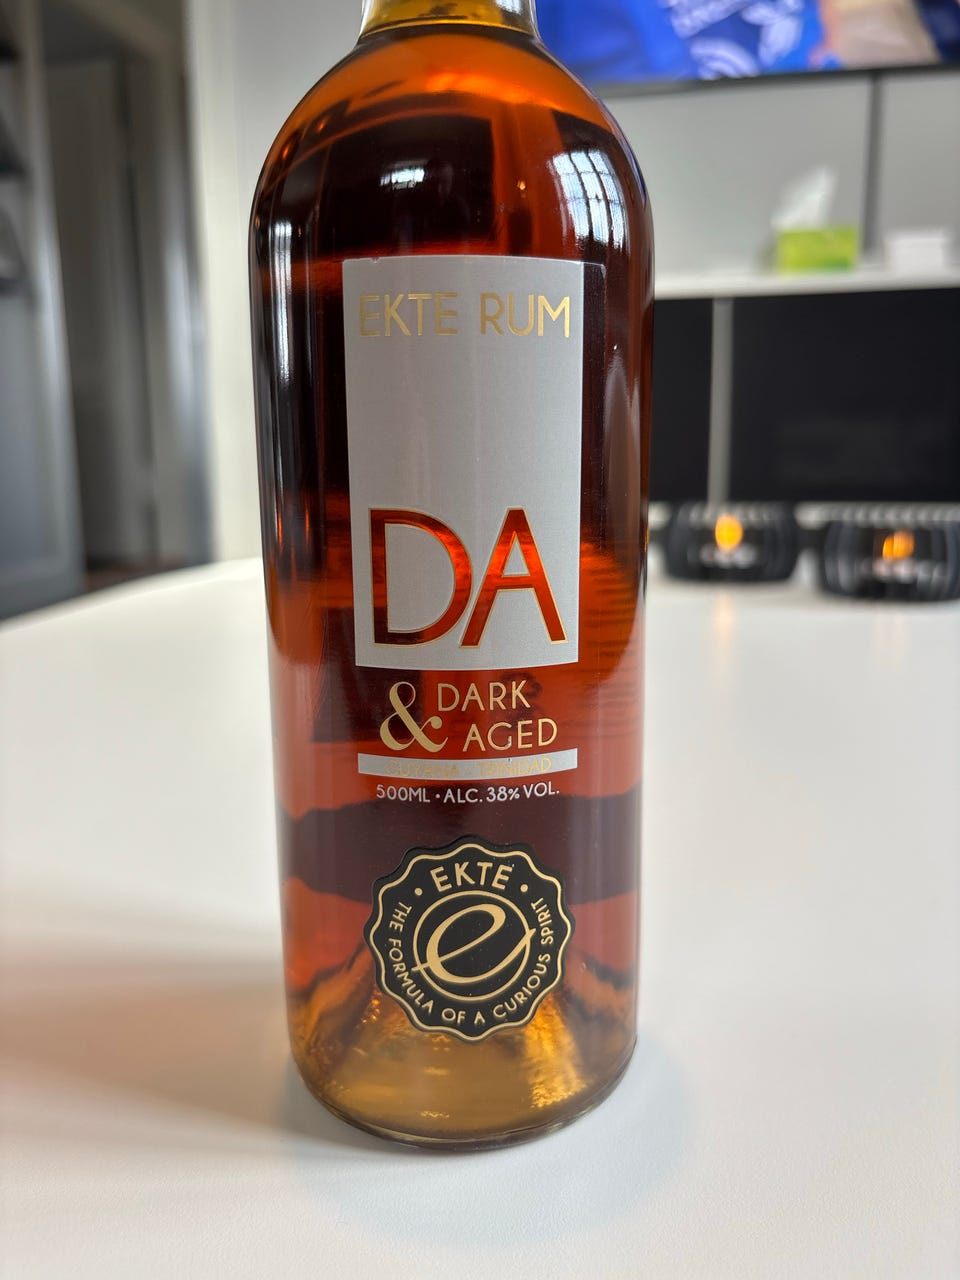 EKTE RUM
DA
& DARK
AGED
GUYANA - TRINIDAD
500ML • ALC. 38% VOL.
• EKTE •
e
THE FORMULA OF A CURIOUS SPIRIT